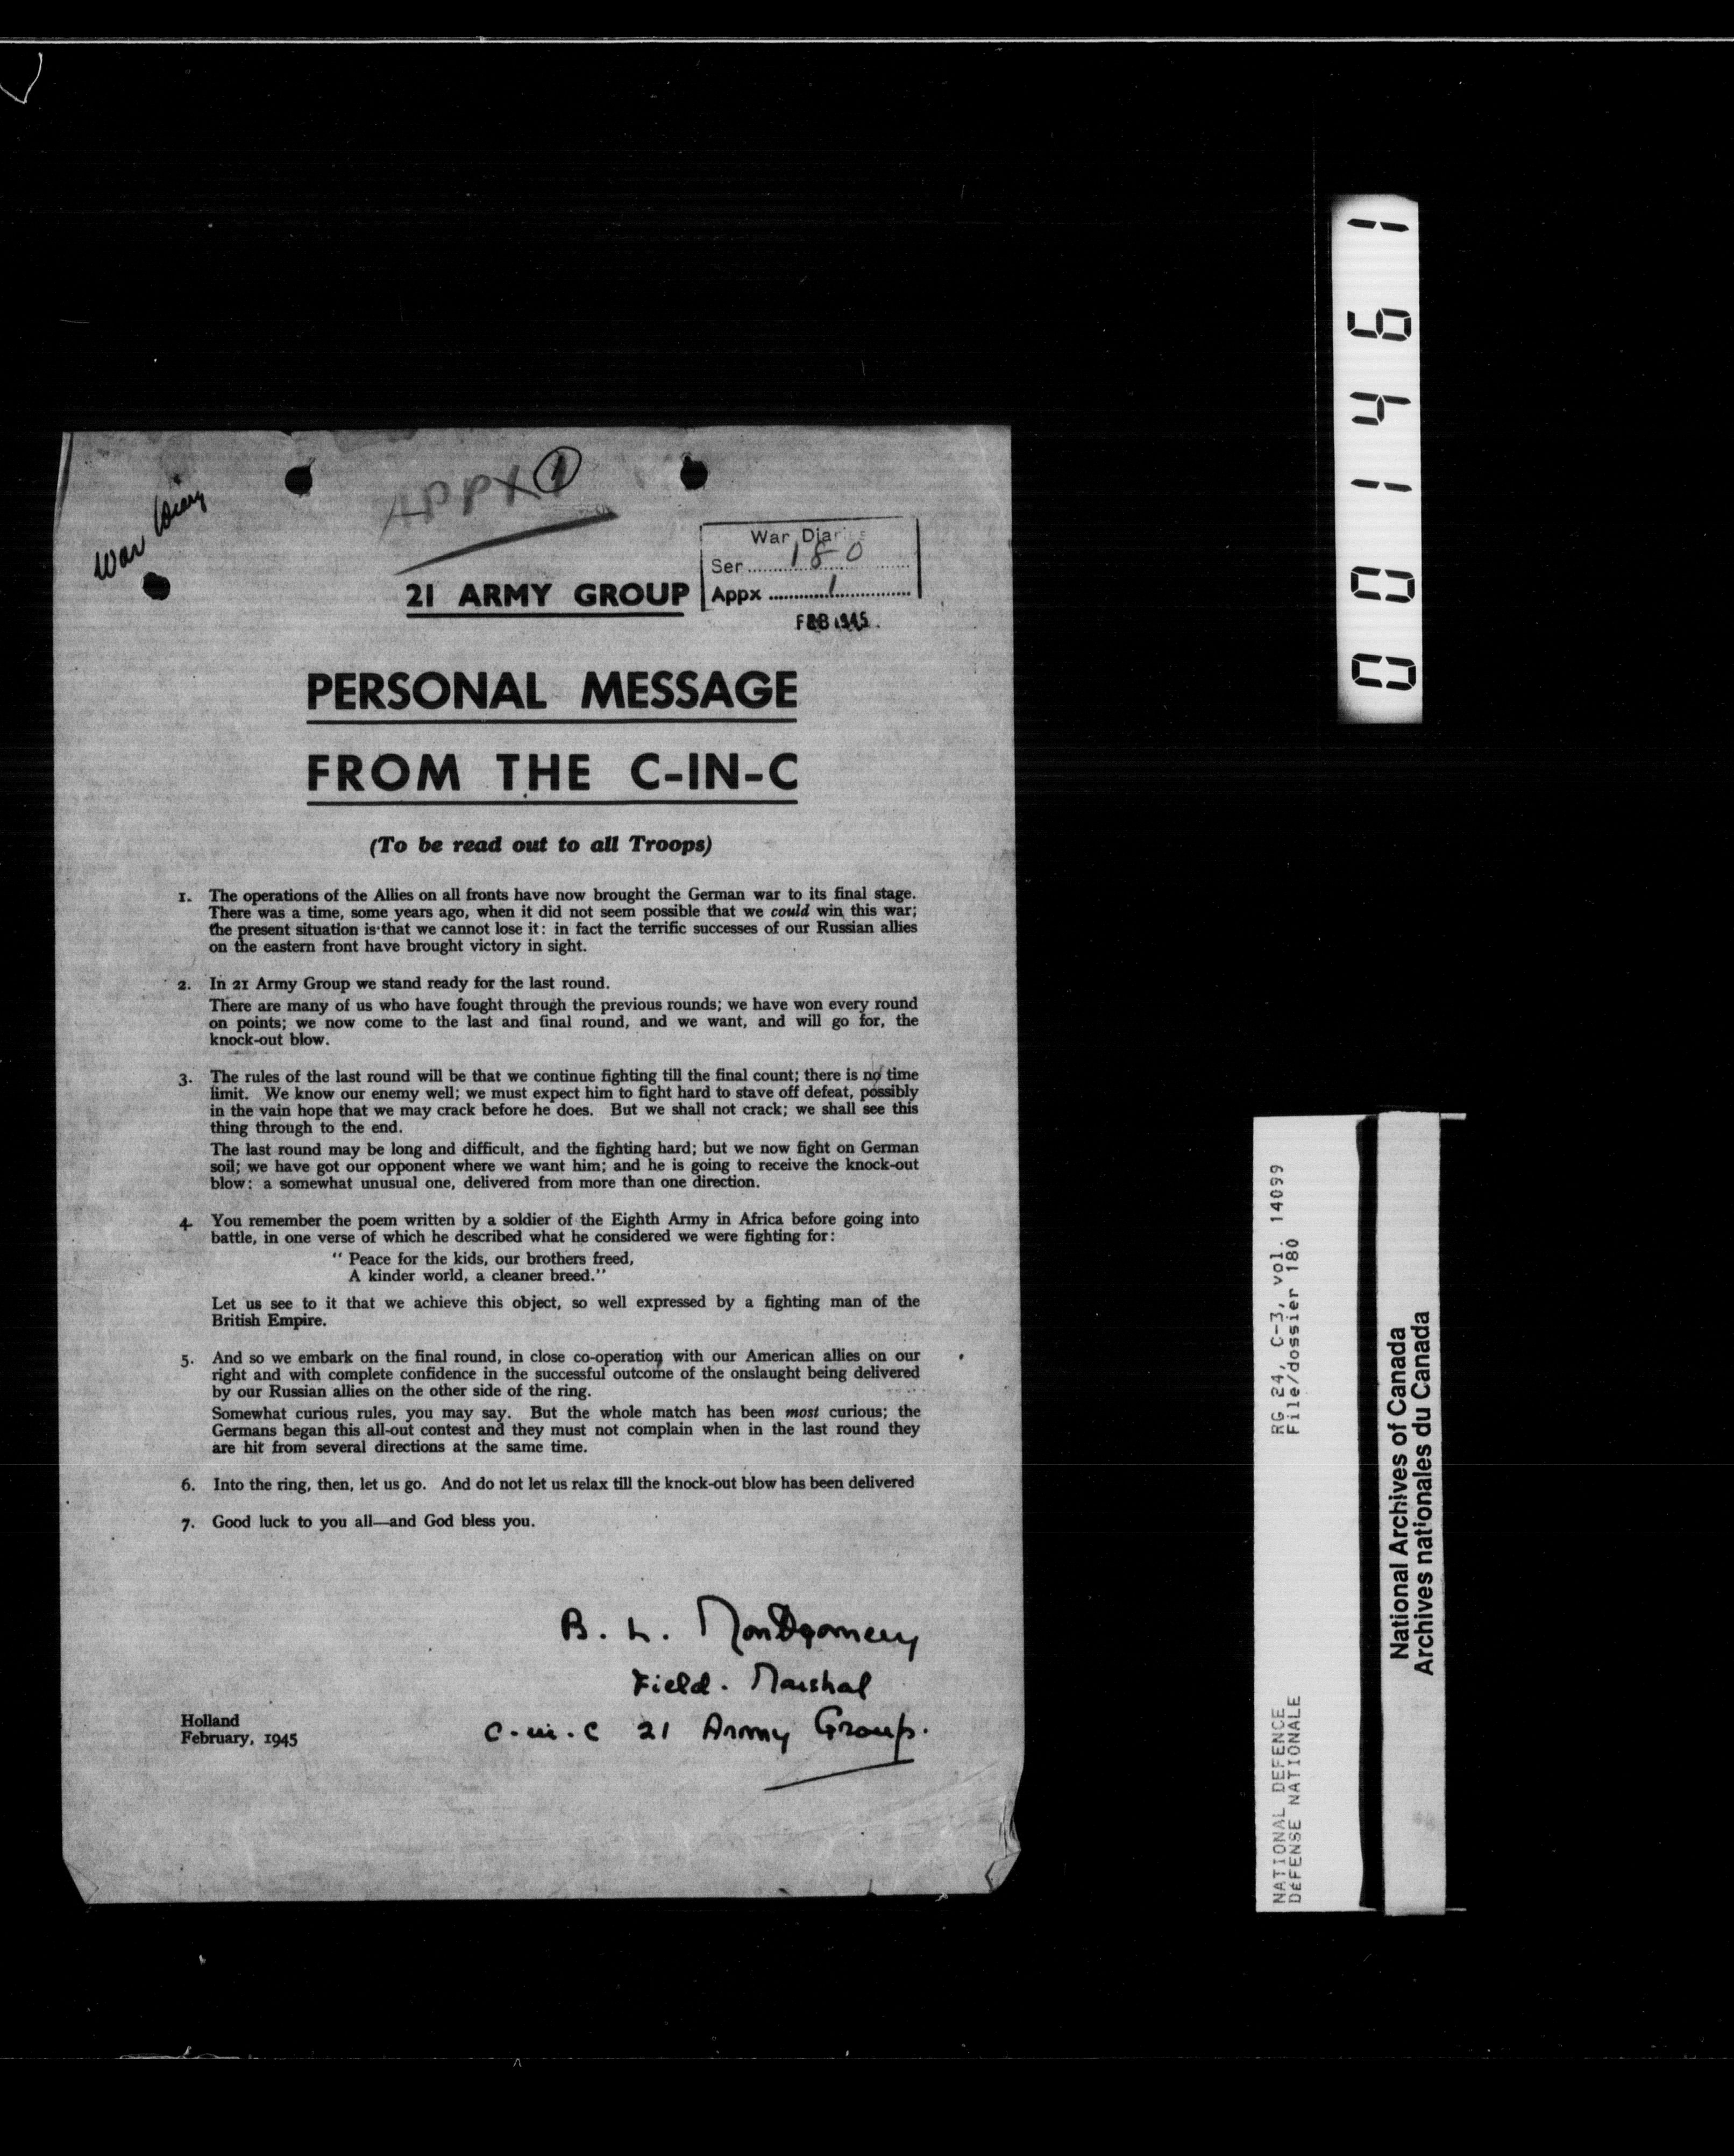 War Diary
APPX 1
War Diaries
Ser 180
Appx 1
FEB 1945.
21 ARMY GROUP
PERSONAL MESSAGE
FROM THE C-IN-C
(To be read out to all Troops)
1. The operations of the Allies on all fronts have now brought the German war to its final stage.
There was a time, some years ago, when it did not seem possible that we could win this war;
the present situation is that we cannot lose it: in fact the terrific successes of our Russian allies
on the eastern front have brought victory in sight.
2. In 21 Army Group we stand ready for the last round.
There are many of us who have fought through the previous rounds; we have won every round
on points; we now come to the last and final round, and we want, and will go for, the
knock-out blow.
3. The rules of the last round will be that we continue fighting till the final count; there is no time
limit. We know our enemy well; we must expect him to fight hard to stave off defeat, possibly
in the vain hope that we may crack before he does. But we shall not crack; we shall see this
thing through to the end.
The last round may be long and difficult, and the fighting hard; but we now fight on German
soil; we have got our opponent where we want him; and he is going to receive the knock-out
blow: a somewhat unusual one, delivered from more than one direction.
4. You remember the poem written by a soldier of the Eighth Army in Africa before going into
battle, in one verse of which he described what he considered we were fighting for:
" Peace for the kids, our brothers freed,
A kinder world, a cleaner breed."
Let us see to it that we achieve this object, so well expressed by a fighting man of the
British Empire.
5. And so we embark on the final round, in close co-operation with our American allies on our
right and with complete confidence in the successful outcome of the onslaught being delivered
by our Russian allies on the other side of the ring.
Somewhat curious rules, you may say. But the whole match has been most curious; the
Germans began this all-out contest and they must not complain when in the last round they
are hit from several directions at the same time.
6. Into the ring, then, let us go. And do not let us relax till the knock-out blow has been delivered
7. Good luck to you all—and God bless you.
B. L. Montgomery
Field. Marshal
C-in-C 21 Army Group.
Holland
February, 1945
001461
NATIONAL DEFENCE RG 24, C-3, vol. 14099
DÉFENSE NATIONALE File/dossier 180
National Archives of Canada
Archives nationales du Canada